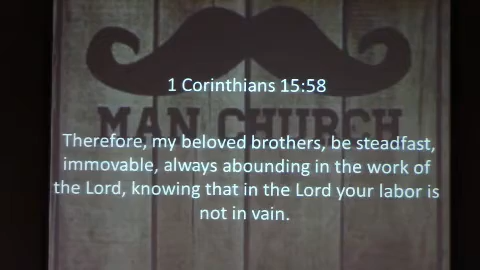 1 Corinthians 15:58
MAN CHURCH
Therefore, my beloved brothers, be steadfast,
immovable, always abounding in the work of
the Lord, knowing that in the Lord your labor is
not in vain.